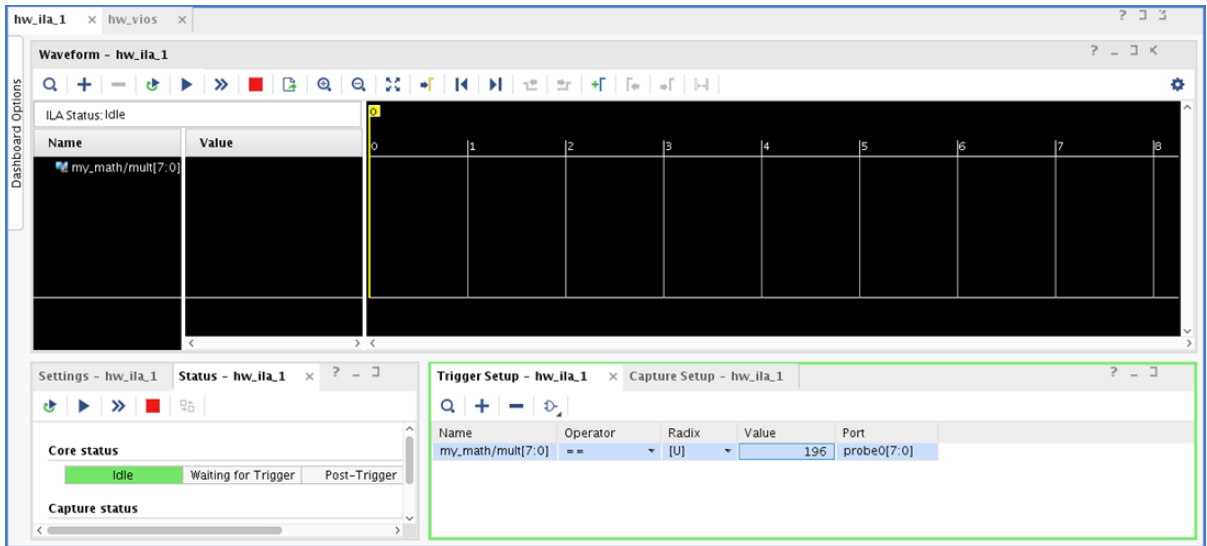 hw_ila_1 × hw_vios ×
Dashboard Options
Waveform - hw_ila_1
ILA Status: Idle
Name Value
0
0 1 2 3 4 5 6 7 8
my_math/mult[7:0]
Settings - hw_ila_1 Status - hw_ila_1 ×
Core status
Idle Waiting for Trigger Post-Trigger
Capture status
Trigger Setup - hw_ila_1 × Capture Setup - hw_ila_1
Name Operator Radix Value Port
my_math/mult[7:0] == [U] 196 probe0[7:0]